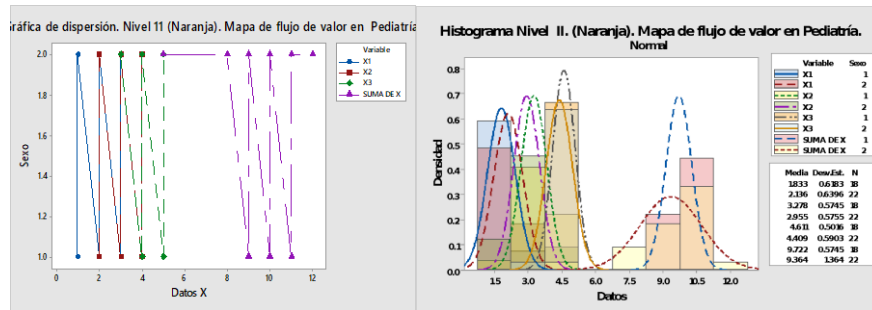 Gráfica de dispersión. Nivel 11 (Naranja). Mapa de flujo de valor en Pediatría
Variable
X1
X2
X3
SUMA DE X
2.0
1.8
1.6
1.4
1.2
1.0
Sexo
0 2 4 6 8 10 12
Datos X
Histograma Nivel II. (Naranja). Mapa de flujo de valor en Pediatría.
Normal
Variable Sexo
X1 1
X1 2
X2 1
X2 2
X3 1
X3 2
SUMA DE X 1
SUMA DE X 2
Media Desv.Est. N
1.833 0.6183 18
2.136 0.6396 22
3.278 0.5745 18
2.955 0.5755 22
4.611 0.5016 18
4.409 0.5903 22
9.722 0.5745 18
9.364 1.364 22
0.8
0.7
0.6
0.5
0.4
0.3
0.2
0.1
0.0
Densidad
1.5 3.0 4.5 6.0 7.5 9.0 10.5 12.0
Datos